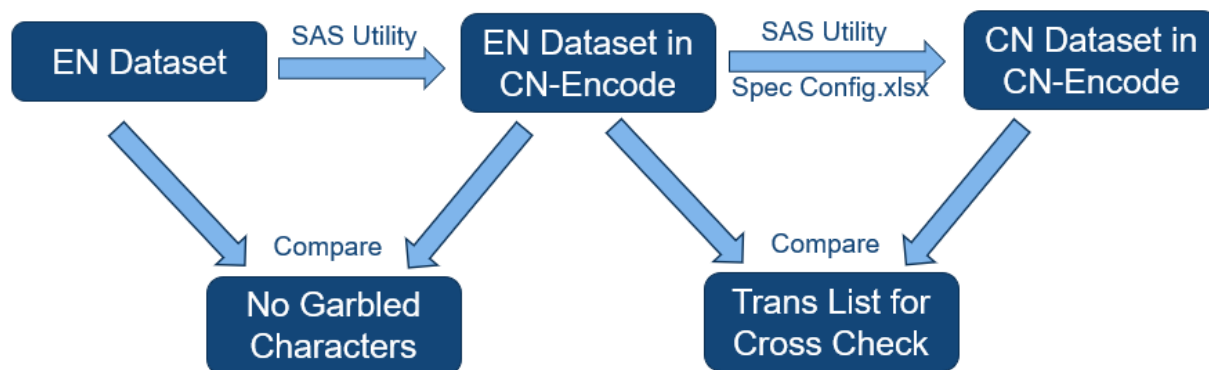 EN Dataset
SAS Utility
EN Dataset in
CN-Encode
SAS Utility
Spec Config.xlsx
CN Dataset in
CN-Encode
Compare
No Garbled
Characters
Compare
Trans List for
Cross Check